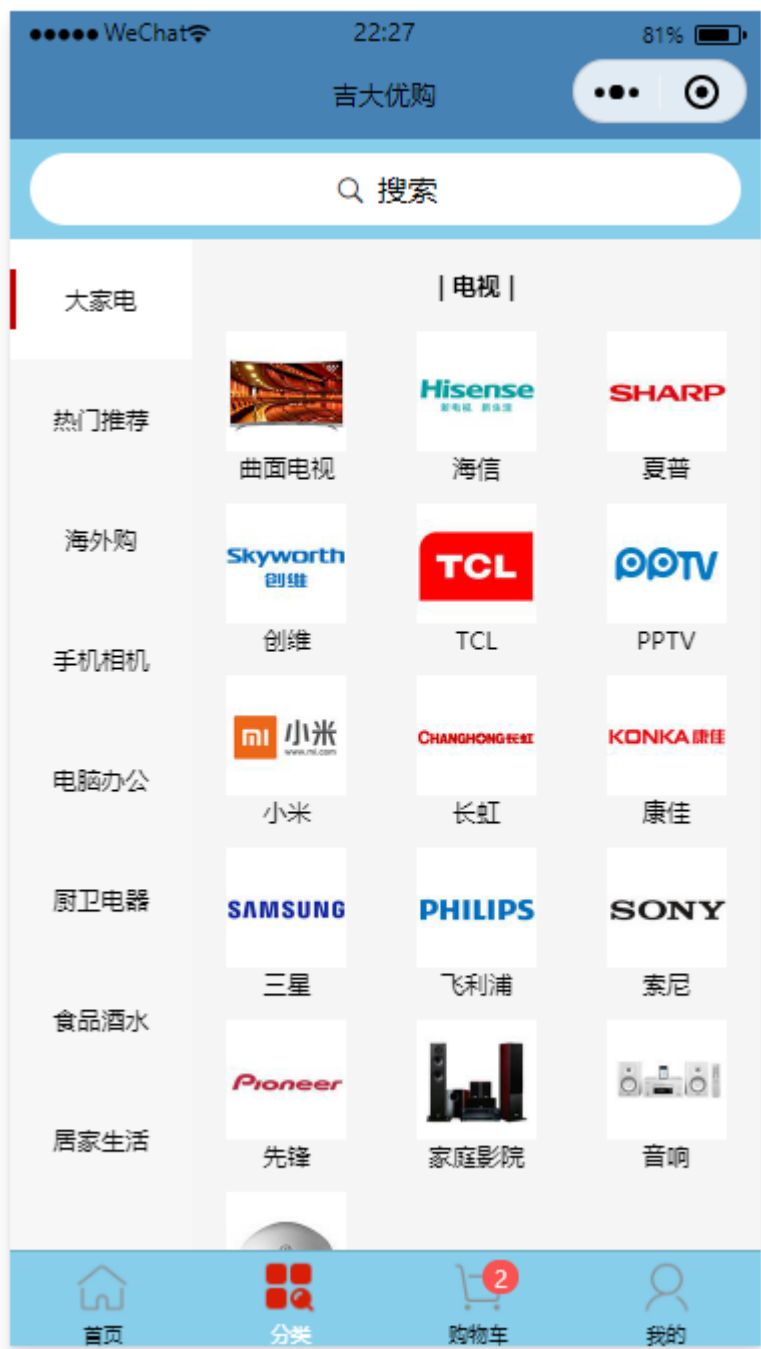 WeChat 22:27 81%
吉大优购
搜索
大家电
热门推荐
海外购
手机相机
电脑办公
厨卫电器
食品酒水
居家生活
| 电视 |
Hisense
SHARP
曲面电视 海信 夏普
Skyworth
创维
TCL
PPTV
创维 TCL PPTV
mi 小米
www.mi.com
CHANGHONG长虹
KONKA康佳
小米 长虹 康佳
SAMSUNG PHILIPS SONY
三星 飞利浦 索尼
Pioneer
先锋 家庭影院 音响
2
首页 分类 购物车 我的